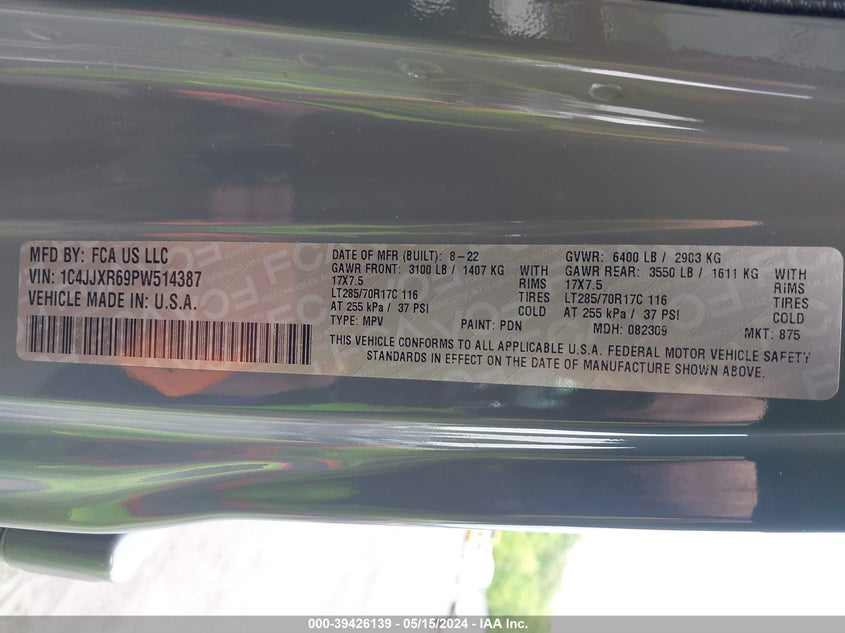 MFD BY: FCA US LLC
VIN: 1C4JJXR69PW514387
VEHICLE MADE IN U.S.A.
DATE OF MFR (BUILT): 8-22 GVWR: 6400 LB / 2903 KG
GAWR FRONT: 3100 LB / 1407 KG GAWR REAR: 3550 LB / 1611 KG
WITH WITH
17X7.5 RIMS 17X7.5 RIMS
LT285/70R17C 116 TIRES LT285/70R17C 116 TIRES
AT 255 kPa / 37 PSI COLD AT 255 kPa / 37 PSI COLD
TYPE: MPV PAINT: PDN MDH: 082309 MKT: 875
THIS VEHICLE CONFORMS TO ALL APPLICABLE U.S.A. FEDERAL MOTOR VEHICLE SAFETY
STANDARDS IN EFFECT ON THE DATE OF MANUFACTURE SHOWN ABOVE.
000-39426139 - 05/15/2024 - IAA Inc.